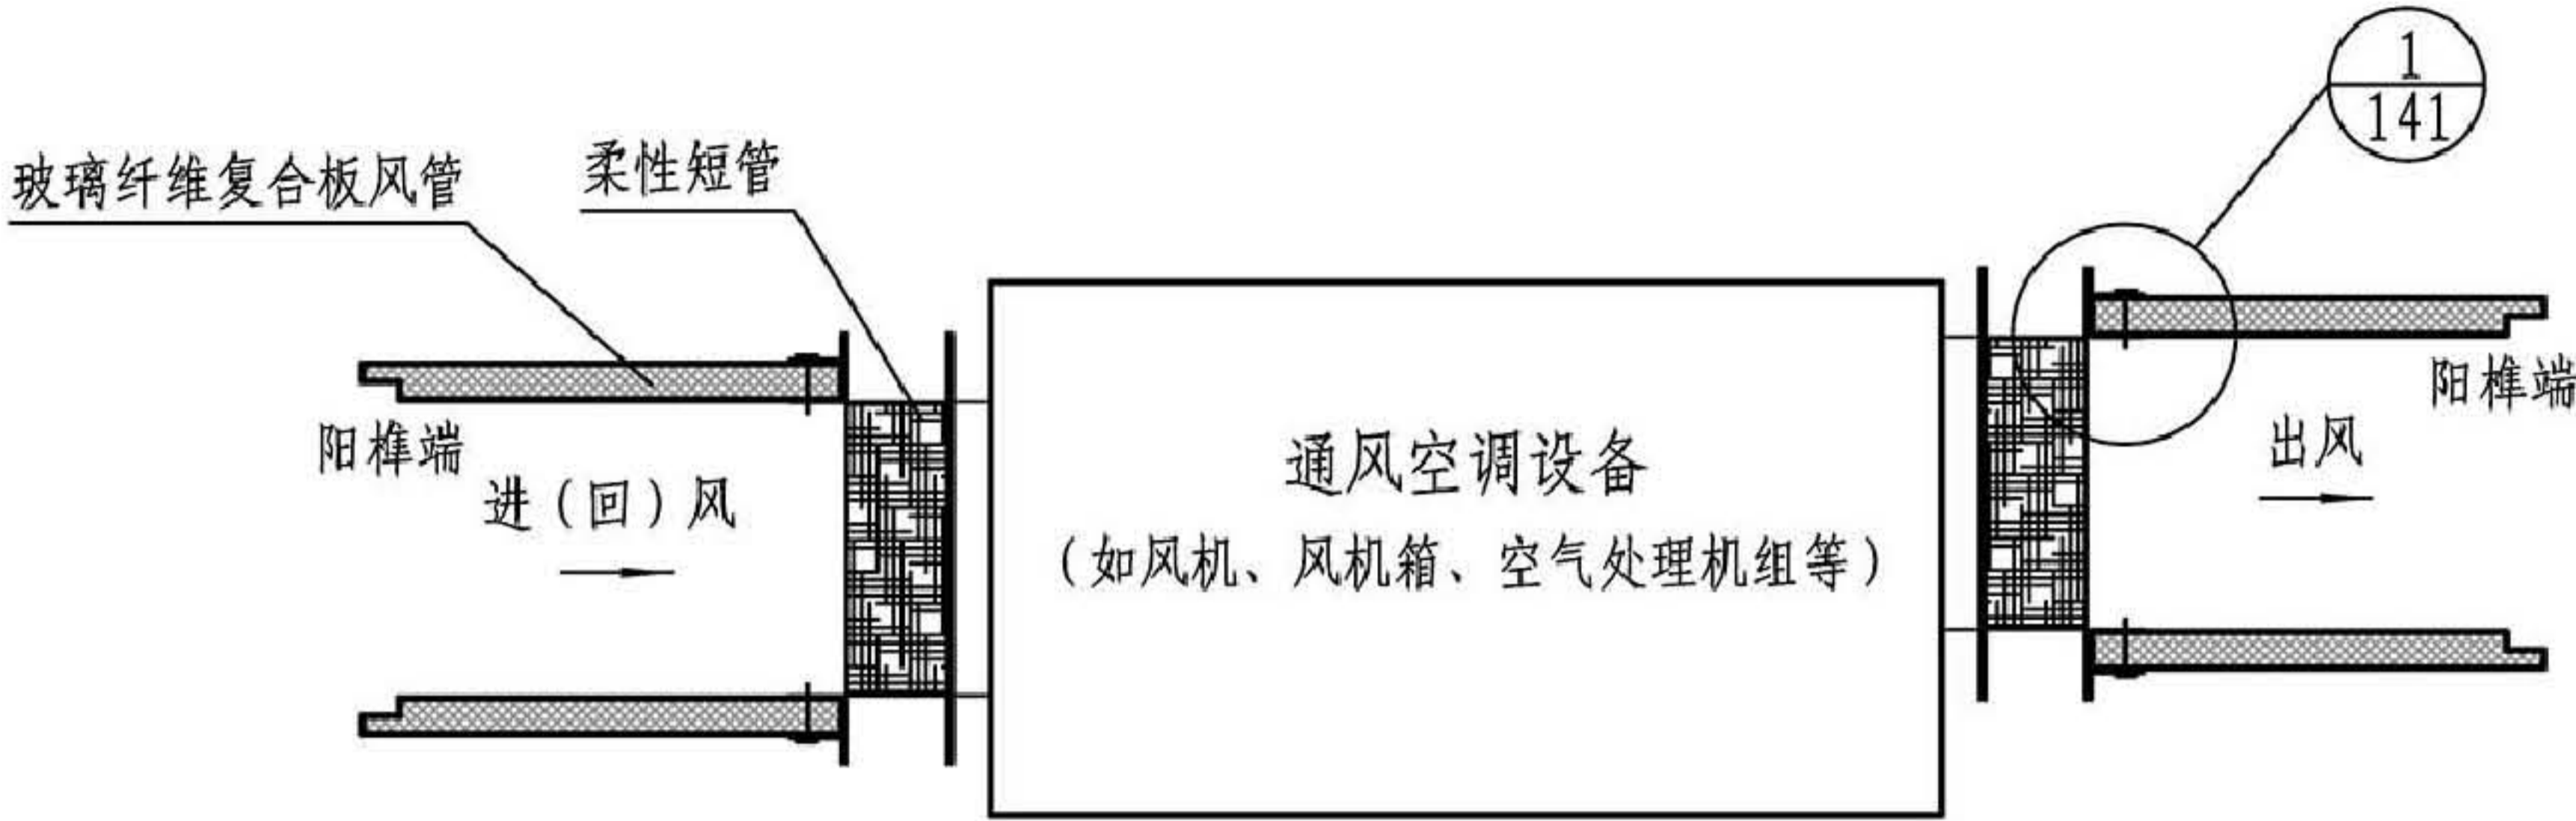 1
141
玻璃纤维复合板风管
柔性短管
阳榫端
进（回）风
通风空调设备
（如风机、风机箱、空气处理机组等）
阳榫端
出风